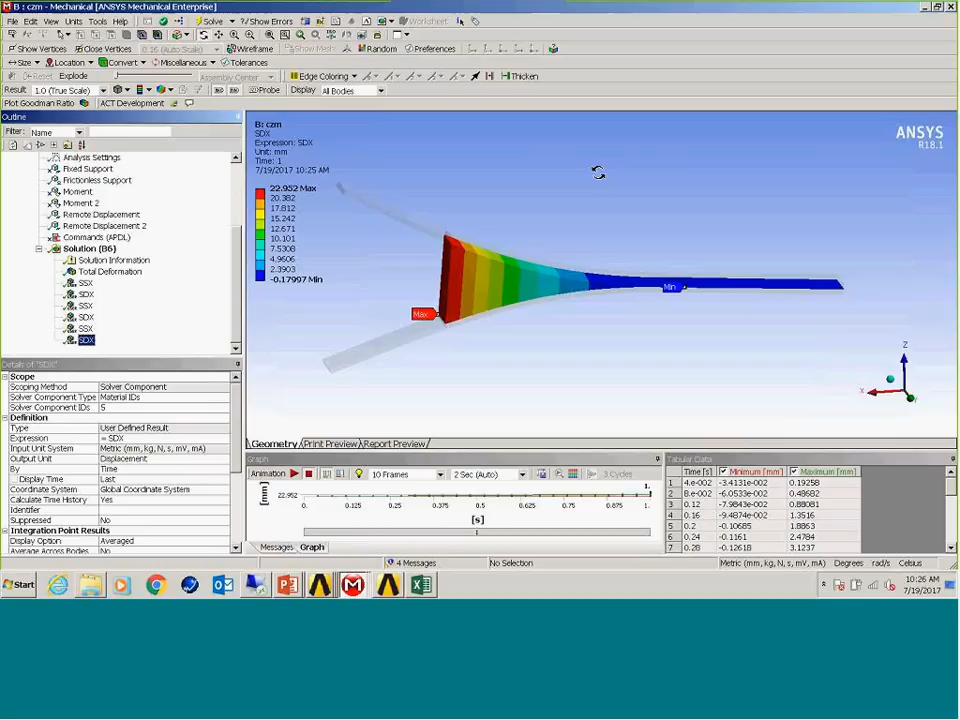 B : czm - Mechanical [ANSYS Mechanical Enterprise]
File Edit View Units Tools Help Solve ?/Show Errors Worksheet
Show Vertices Close Vertices 0.16 (Auto Scale) Wireframe Show Mesh Random Preferences
Size Location Convert Miscellaneous Tolerances
Reset Explode Assembly Center Edge Coloring Thicken
Result 1.0 (True Scale) Probe Display All Bodies
Plot Goodman Ratio ACT Development
Outline
Filter: Name
Analysis Settings
Fixed Support
Frictionless Support
Moment
Moment 2
Remote Displacement
Remote Displacement 2
Commands (APDL)
Solution (B6)
Solution Information
Total Deformation
SSX
SDX
SSX
SDX
SSX
SDX
Details of "SDX"
Scope
Scoping Method Solver Component
Solver Component Type Material IDs
Solver Component IDs 5
Definition
Type User Defined Result
Expression = SDX
Input Unit System Metric (mm, kg, N, s, mV, mA)
Output Unit Displacement
By Time
Display Time Last
Coordinate System Global Coordinate System
Calculate Time History Yes
Identifier
Suppressed No
Integration Point Results
Display Option Averaged
Average Across Bodies No
B: czm
SDX
Expression: SDX
Unit: mm
Time: 1
7/19/2017 10:25 AM
22.952 Max
20.382
17.812
15.242
12.671
10.101
7.5308
4.9606
2.3903
-0.17997 Min
ANSYS
R18.1
Max
Min
Z
X
Y
Geometry Print Preview Report Preview
Graph
Animation 10 Frames 2 Sec (Auto) 3 Cycles
[mm]
22.952
1.
0. 0.125 0.25 0.375 0.5 0.625 0.75 0.875 1.
[s]
Messages Graph
Tabular Data
Time [s] Minimum [mm] Maximum [mm]
1 4.e-002 -3.4131e-002 0.19258
2 8.e-002 -6.0533e-002 0.48682
3 0.12 -7.9843e-002 0.88081
4 0.16 -9.4874e-002 1.3516
5 0.2 -0.10685 1.8863
6 0.24 -0.1161 2.4784
7 0.28 -0.12618 3.1237
4 Messages No Selection Metric (mm, kg, N, s, mV, mA) Degrees rad/s Celsius
Start
10:26 AM
7/19/2017